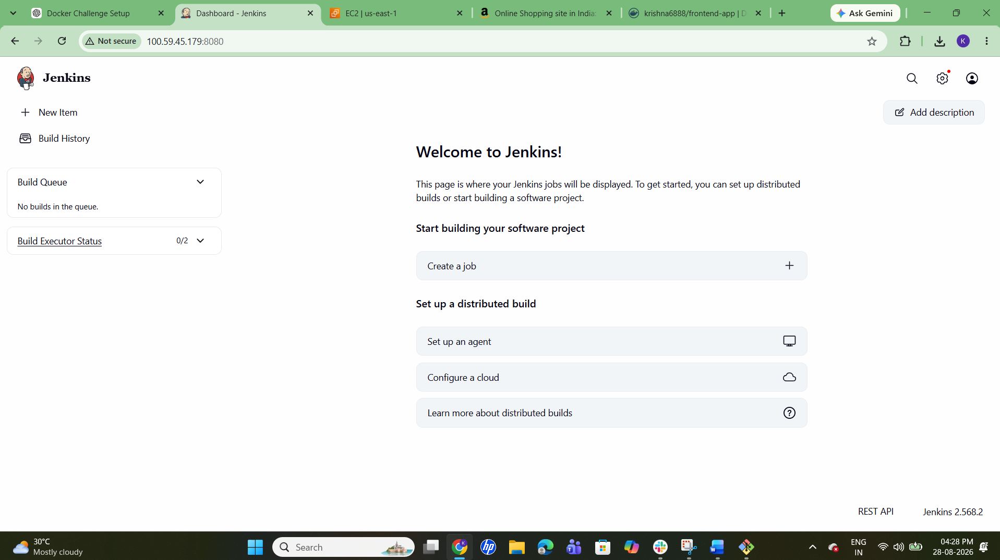 Docker Challenge Setup
Dashboard - Jenkins
EC2 | us-east-1
Online Shopping site in India:
krishna6888/frontend-app | D
Ask Gemini
Not secure
100.59.45.179:8080
K
Jenkins
New Item
Add description
Build History
Welcome to Jenkins!
This page is where your Jenkins jobs will be displayed. To get started, you can set up distributed
builds or start building a software project.
Build Queue
No builds in the queue.
Build Executor Status
0/2
Start building your software project
Create a job
Set up a distributed build
Set up an agent
Configure a cloud
Learn more about distributed builds
REST API
Jenkins 2.568.2
30°C
Mostly cloudy
Search
ENG
IN
04:28 PM
28-08-2026